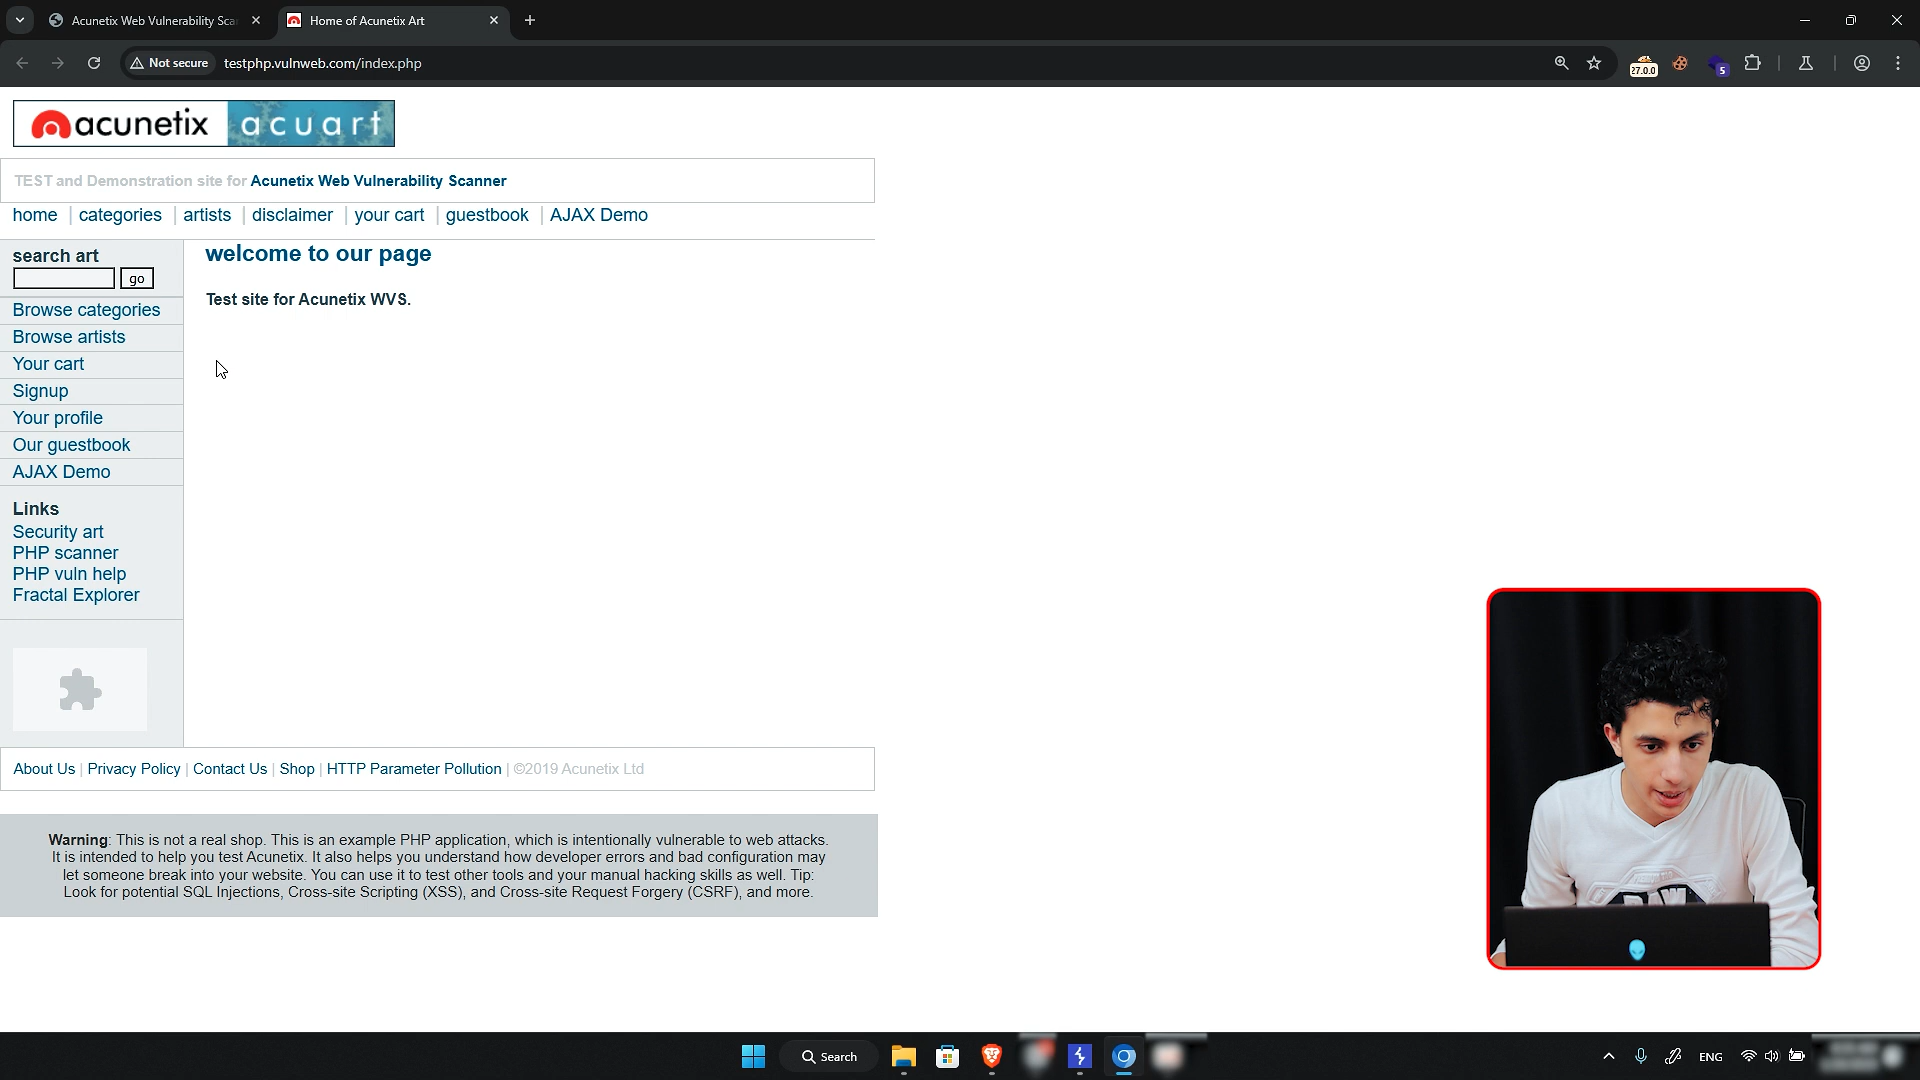 Acunetix Web Vulnerability Sca
Home of Acunetix Art
Not secure
testphp.vulnweb.com/index.php
27.0.0
5
acunetix acuart
TEST and Demonstration site for Acunetix Web Vulnerability Scanner
home | categories | artists | disclaimer | your cart | guestbook | AJAX Demo
search art
go
Browse categories
Browse artists
Your cart
Signup
Your profile
Our guestbook
AJAX Demo
Links
Security art
PHP scanner
PHP vuln help
Fractal Explorer
welcome to our page
Test site for Acunetix WVS.
About Us | Privacy Policy | Contact Us | Shop | HTTP Parameter Pollution | ©2019 Acunetix Ltd
Warning: This is not a real shop. This is an example PHP application, which is intentionally vulnerable to web attacks.
It is intended to help you test Acunetix. It also helps you understand how developer errors and bad configuration may
let someone break into your website. You can use it to test other tools and your manual hacking skills as well. Tip:
Look for potential SQL Injections, Cross-site Scripting (XSS), and Cross-site Request Forgery (CSRF), and more.
Search
ENG